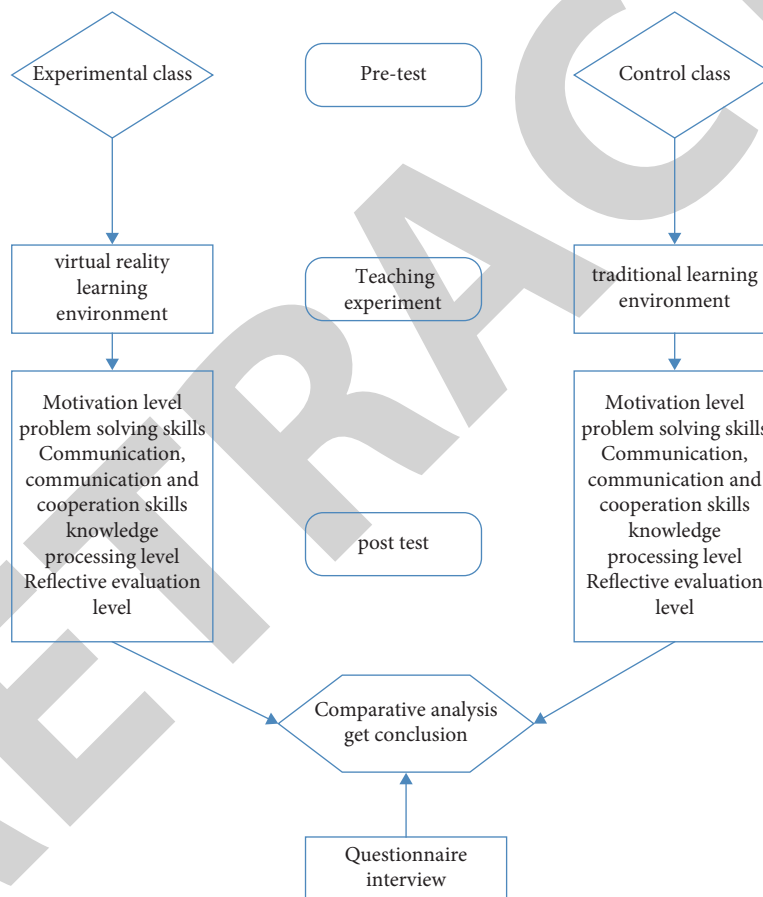 Experimental class
Pre-test
Control class
virtual reality
learning
environment
Teaching
experiment
traditional learning
environment
Motivation level
problem solving skills
Communication,
communication and
cooperation skills
knowledge
processing level
Reflective evaluation
level
post test
Motivation level
problem solving skills
Communication,
communication and
cooperation skills
knowledge
processing level
Reflective evaluation
level
Comparative analysis
get conclusion
Questionnaire
interview
RETRAC